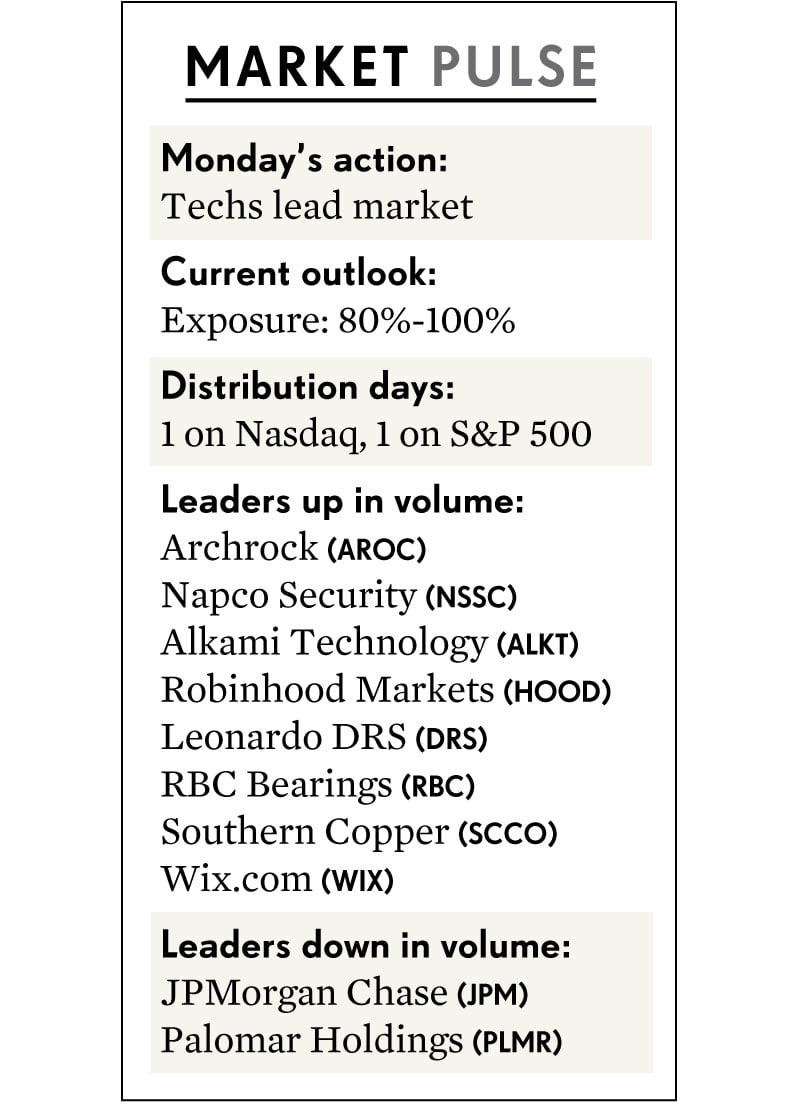 MARKET PULSE
Monday's action:
Techs lead market
Current outlook:
Exposure: 80%-100%
Distribution days:
1 on Nasdaq, 1 on S&P 500
Leaders up in volume:
Archrock (AROC)
Napco Security (NSSC)
Alkami Technology (ALKT)
Robinhood Markets (HOOD)
Leonardo DRS (DRS)
RBC Bearings (RBC)
Southern Copper (SCCO)
Wix.com (WIX)
Leaders down in volume:
JPMorgan Chase (JPM)
Palomar Holdings (PLMR)